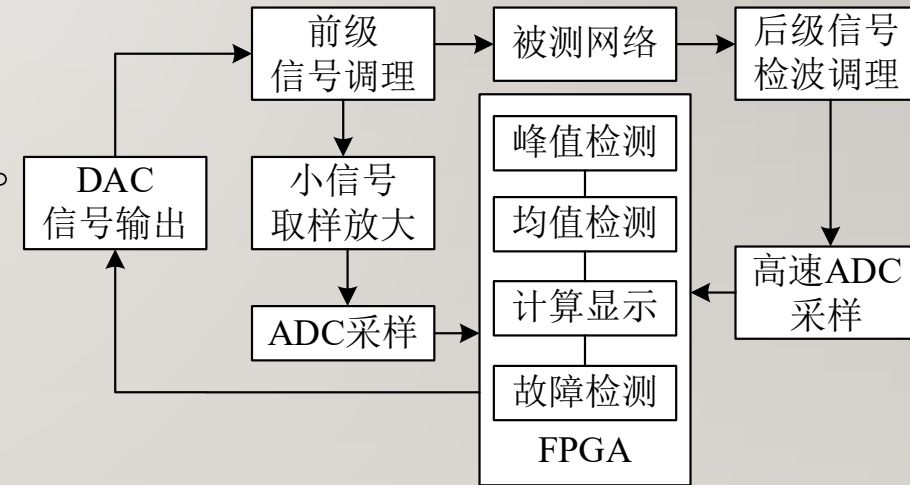 前级
信号调理
被测网络
后级信号
检波调理
峰值检测
。
DAC
信号输出
小信号
取样放大
均值检测
高速ADC
采样
计算显示
ADC采样
故障检测
FPGA